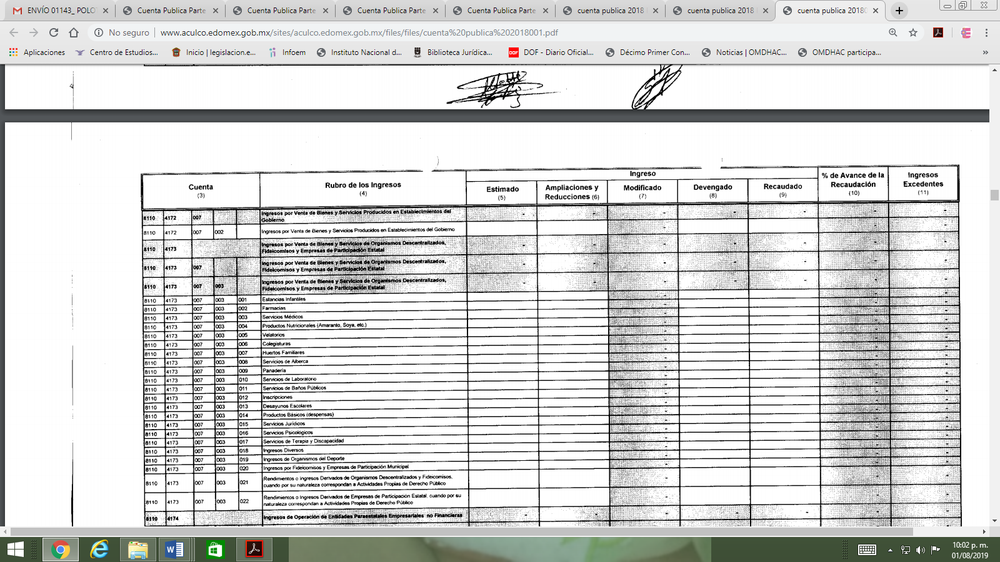 ENVÍO 01143_ POLO
Cuenta Publica Parte
Cuenta Publica Parte
Cuenta Publica Parte
Cuenta Publica Parte
cuenta publica 2018
cuenta publica 2018
cuenta publica 20180
No seguro | www.aculco.edomex.gob.mx/sites/aculco.edomex.gob.mx/files/files/cuenta%20publica%202018001.pdf
Aplicaciones Centro de Estudios... Inicio | legislacion.e... Infoem Instituto Nacional d... Biblioteca Jurídica... DOF DOF - Diario Oficial... Décimo Primer Con... Noticias | OMDHAC... OMDHAC participa... »
Cuenta (3)
Rubro de los Ingresos (4)
Ingreso
Estimado (5)
Ampliaciones y Reducciones (6)
Modificado (7)
Devengado (8)
Recaudado (9)
% de Avance de la Recaudación (10)
Ingresos Excedentes (11)
8110 4172 007 Ingresos por Venta de Bienes y Servicios Producidos en Establecimientos del Gobierno - - - - - - -
8110 4172 007 002 Ingresos por Venta de Bienes y Servicios Producidos en Establecimientos del Gobierno - - -
8110 4173 Ingresos por Venta de Bienes y Servicios de Organismos Descentralizados, Fideicomisos y Empresas de Participación Estatal - - - - - - -
8110 4173 007 Ingresos por Venta de Bienes y Servicios de Organismos Descentralizados, Fideicomisos y Empresas de Participación Estatal - - - - - - -
8110 4173 007 003 Ingresos por Venta de Bienes y Servicios de Organismos Descentralizados, Fideicomisos y Empresas de Participación Estatal - - - - - - -
8110 4173 007 003 001 Estancias Infantiles - - -
8110 4173 007 003 002 Farmacias - - -
8110 4173 007 003 003 Servicios Médicos - - -
8110 4173 007 003 004 Productos Nutricionales (Amaranto, Soya, etc.) - - -
8110 4173 007 003 005 Velatorios - - -
8110 4173 007 003 006 Colegiaturas - - -
8110 4173 007 003 007 Huertos Familiares - - -
8110 4173 007 003 008 Servicios de Alberca - - -
8110 4173 007 003 009 Panadería - - -
8110 4173 007 003 010 Servicios de Laboratorio - - -
8110 4173 007 003 011 Servicios de Baños Públicos - - -
8110 4173 007 003 012 Inscripciones - - -
8110 4173 007 003 013 Desayunos Escolares - - -
8110 4173 007 003 014 Productos Básicos (despensas) - - -
8110 4173 007 003 015 Servicios Jurídicos - - -
8110 4173 007 003 016 Servicios Psicológicos - - -
8110 4173 007 003 017 Servicios de Terapia y Discapacidad - - -
8110 4173 007 003 018 Ingresos Diversos - - -
8110 4173 007 003 019 Ingresos de Organismos del Deporte - - -
8110 4173 007 003 020 Ingresos por Fideicomisos y Empresas de Participación Municipal - - -
8110 4173 007 003 021 Rendimientos o Ingresos Derivados de Organismos Descentralizados y Fideicomisos, cuando por su naturaleza correspondan a Actividades Propias de Derecho Público - - -
8110 4173 007 003 022 Rendimientos o Ingresos Derivados de Empresas de Participación Estatal, cuando por su naturaleza correspondan a Actividades Propias de Derecho Público - - -
8110 4174 Ingresos de Operación de Entidades Paraestatales Empresariales no Financieras - - - - - - -
10:02 p. m.
01/08/2019